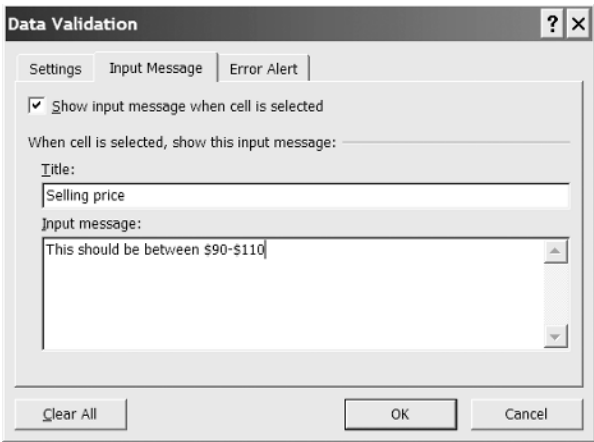 Data Validation
? ×
Settings Input Message Error Alert
Show input message when cell is selected
When cell is selected, show this input message:
Title:
Selling price
Input message:
This should be between $90-$110
Clear All OK Cancel